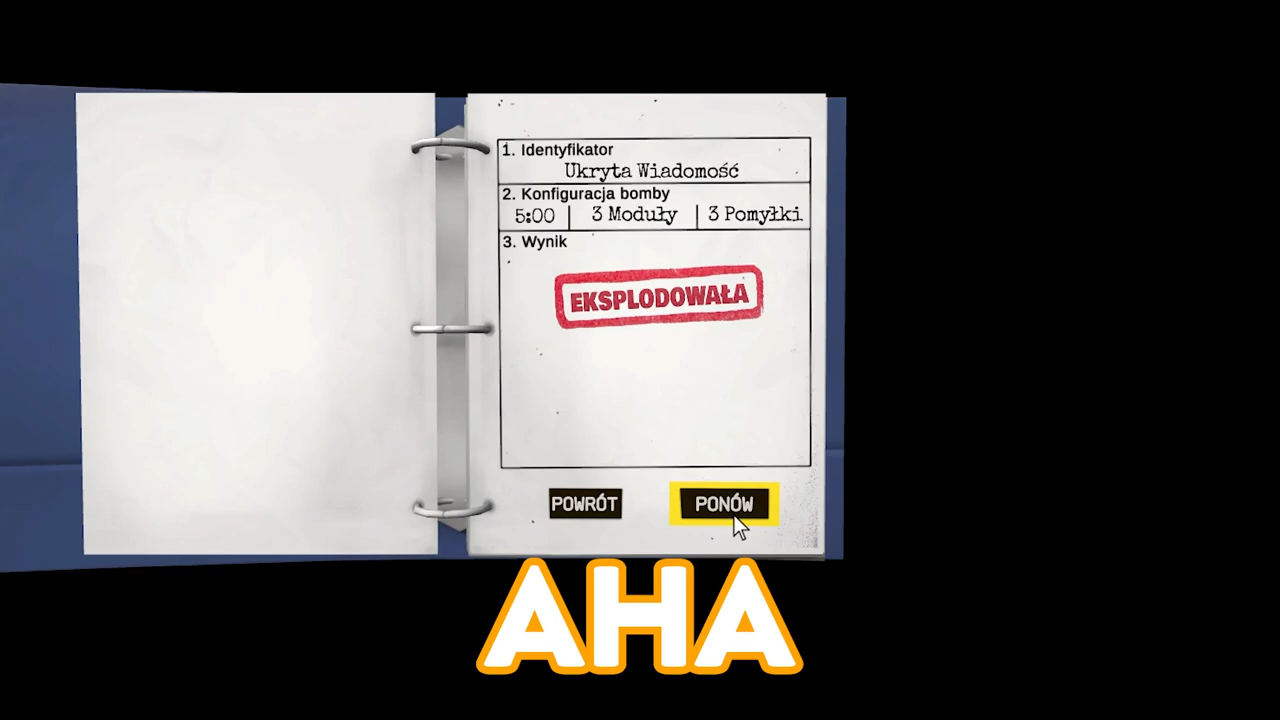 1. Identyfikator
Ukryta Wiadomość
2. Konfiguracja bomby
5:00 | 3 Moduły | 3 Pomyłki
3. Wynik
EKSPLODOWAŁA
POWRÓT PONÓW
AHA